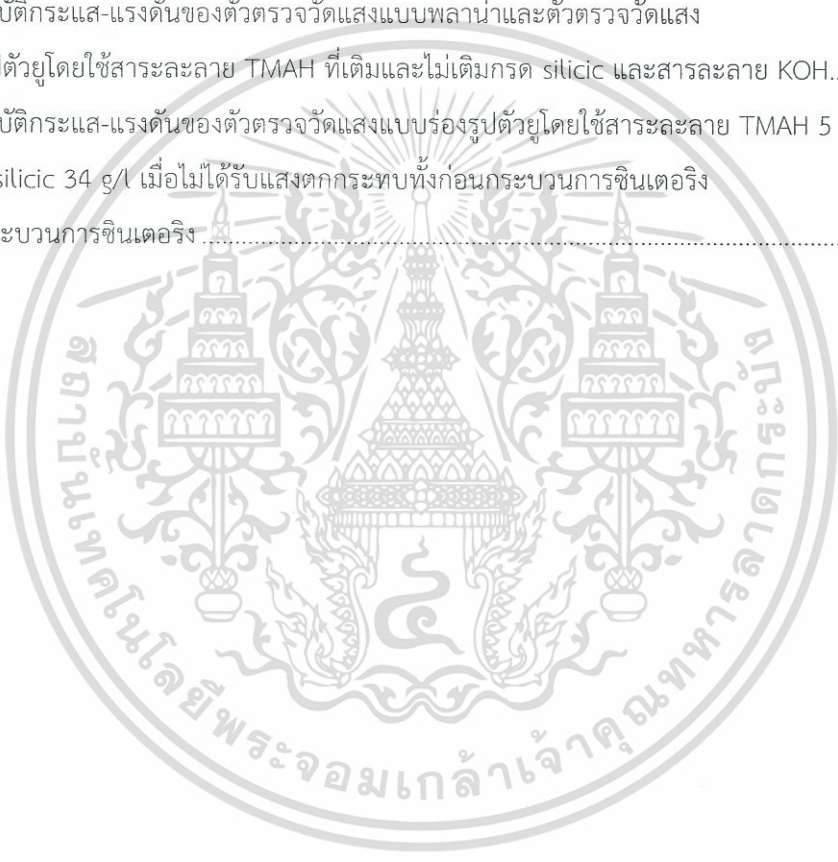 บัติกระแส-แรงดันของตัวตรวจวัดแสงแบบพลาน่าและตัวตรวจวัดแสง
ปตัวยูโดยใช้สาระละลาย TMAH ที่เติมและไม่เติมกรด silicic และสารละลาย KOH..
บัติกระแส-แรงดันของตัวตรวจวัดแสงแบบร่องรูปตัวยูโดยใช้สาระละลาย TMAH 5
silicic 34 g/l เมื่อไม่ได้รับแสงตกกระทบทั้งก่อนกระบวนการซินเตอริง
ะบวนการซินเตอริง
สถาบันเทคโนโลยีพระจอมเกล้าเจ้าคุณทหารลาดกระบัง